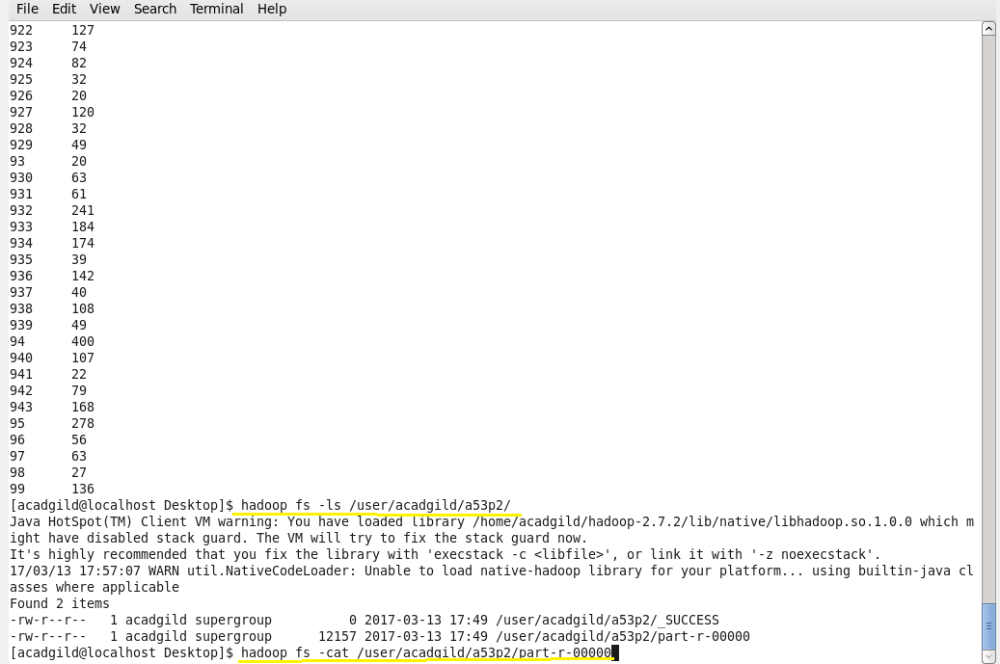 File Edit View Search Terminal Help
922 127
923 74
924 82
925 32
926 20
927 120
928 32
929 49
93 20
930 63
931 61
932 241
933 184
934 174
935 39
936 142
937 40
938 108
939 49
94 400
940 107
941 22
942 79
943 168
95 278
96 56
97 63
98 27
99 136
[acadgild@localhost Desktop]$ hadoop fs -ls /user/acadgild/a53p2/
Java HotSpot(TM) Client VM warning: You have loaded library /home/acadgild/hadoop-2.7.2/lib/native/libhadoop.so.1.0.0 which m
ight have disabled stack guard. The VM will try to fix the stack guard now.
It's highly recommended that you fix the library with 'execstack -c <libfile>', or link it with '-z noexecstack'.
17/03/13 17:57:07 WARN util.NativeCodeLoader: Unable to load native-hadoop library for your platform... using builtin-java cl
asses where applicable
Found 2 items
-rw-r--r-- 1 acadgild supergroup 0 2017-03-13 17:49 /user/acadgild/a53p2/_SUCCESS
-rw-r--r-- 1 acadgild supergroup 12157 2017-03-13 17:49 /user/acadgild/a53p2/part-r-00000
[acadgild@localhost Desktop]$ hadoop fs -cat /user/acadgild/a53p2/part-r-00000